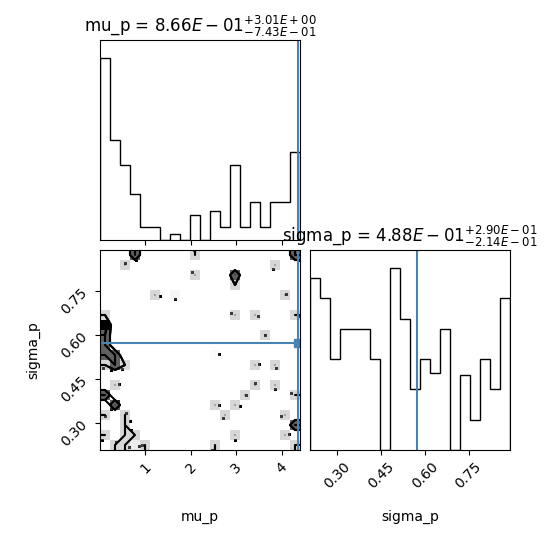 mu_p = 8.66E − 01 +3.01E+00 −7.43E−01
sigma_p = 4.88E − 01 +2.90E−01 −2.14E−01
sigma_p
0.75
0.60
0.45
0.30
1 2 3 4
0.30 0.45 0.60 0.75
mu_p
sigma_p